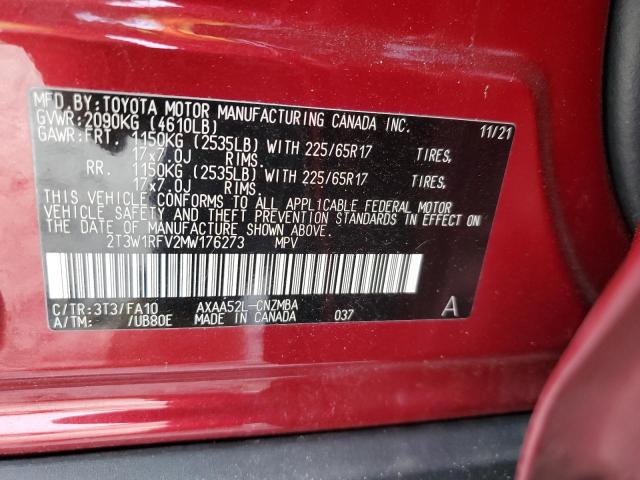 MFD.BY:TOYOTA MOTOR MANUFACTURING CANADA INC.
GVWR:2090KG (4610LB) 11/21
GAWR:FRT. 1150KG (2535LB) WITH 225/65R17 TIRES,
17x7.0J RIMS.
RR. 1150KG (2535LB) WITH 225/65R17 TIRES,
17x7.0J RIMS.
THIS VEHICLE CONFORMS TO ALL APPLICABLE FEDERAL MOTOR
VEHICLE SAFETY AND THEFT PREVENTION STANDARDS IN EFFECT
ON THE DATE OF MANUFACTURE SHOWN ABOVE.
2T3W1RFV2MW176273 MPV
C/TR:3T3/FA10 AXAA52L-CNZMBA A
A/TM: /UB80E MADE IN CANADA 037